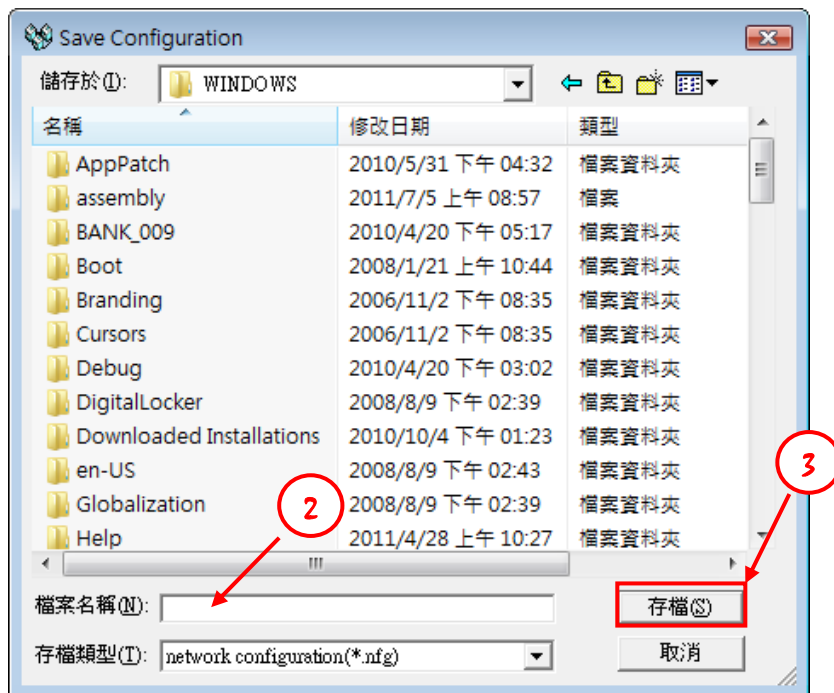 Save Configuration
儲存於(I): WINDOWS
名稱 修改日期 類型
AppPatch 2010/5/31 下午 04:32 檔案資料夾
assembly 2011/7/5 上午 08:57 檔案
BANK_009 2010/4/20 下午 05:17 檔案資料夾
Boot 2008/1/21 上午 10:44 檔案資料夾
Branding 2006/11/2 下午 08:35 檔案資料夾
Cursors 2006/11/2 下午 08:35 檔案資料夾
Debug 2010/4/20 下午 03:02 檔案資料夾
DigitalLocker 2008/8/9 下午 02:39 檔案資料夾
Downloaded Installations 2010/10/4 下午 01:23 檔案資料夾
en-US 2008/8/9 下午 02:43 檔案資料夾
3
Globalization 2008/8/9 下午 02:39 檔案資料夾
2
Help 2011/4/28 上午 10:27 檔案資料夾
檔案名稱(N): 存檔(S)
存檔類型(T): network configuration(*.nfg) 取消